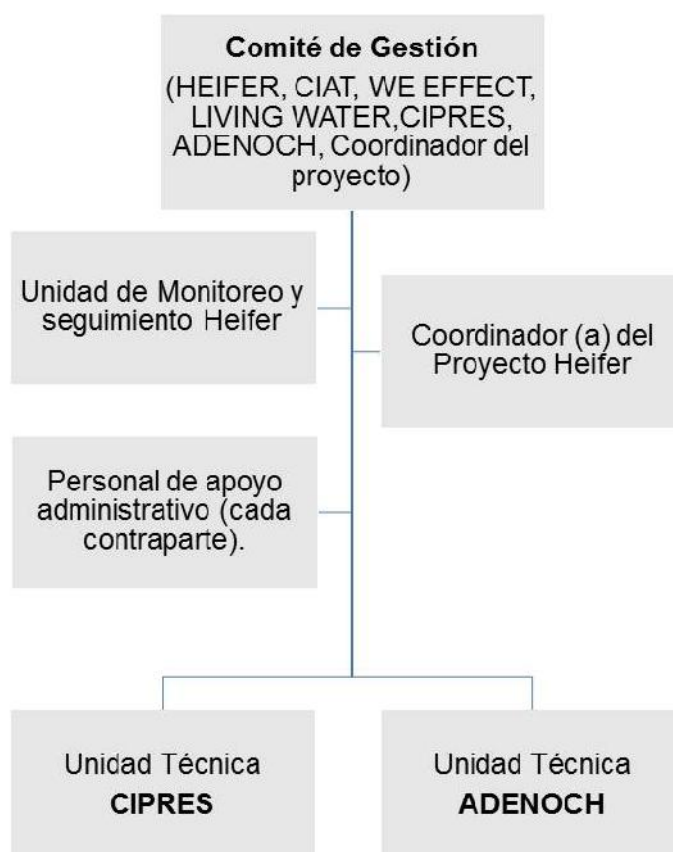 Comité de Gestión
(HEIFER, CIAT, WE EFFECT,
LIVING WATER,CIPRES,
ADENOCH, Coordinador del
proyecto)
Unidad de Monitoreo y
seguimiento Heifer
Coordinador (a) del
Proyecto Heifer
Personal de apoyo
administrativo (cada
contraparte).
Unidad Técnica
CIPRES
Unidad Técnica
ADENOCH